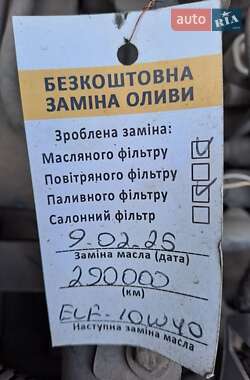 AUTO RIA
БЕЗКОШТОВНА
ЗАМІНА ОЛИВИ
Зроблена заміна:
Масляного фільтру
Повітряного фільтру
Паливного фільтру
Салонний фільтр
9.02.25
Заміна масла (дата)
290000
(км)
ELF-10W40
Наступна заміна масла